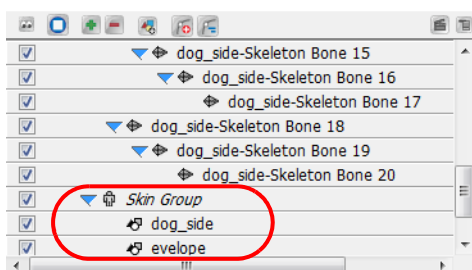 dog_side-Skeleton Bone 15
dog_side-Skeleton Bone 16
dog_side-Skeleton Bone 17
dog_side-Skeleton Bone 18
dog_side-Skeleton Bone 19
dog_side-Skeleton Bone 20
Skin Group
dog_side
evelope